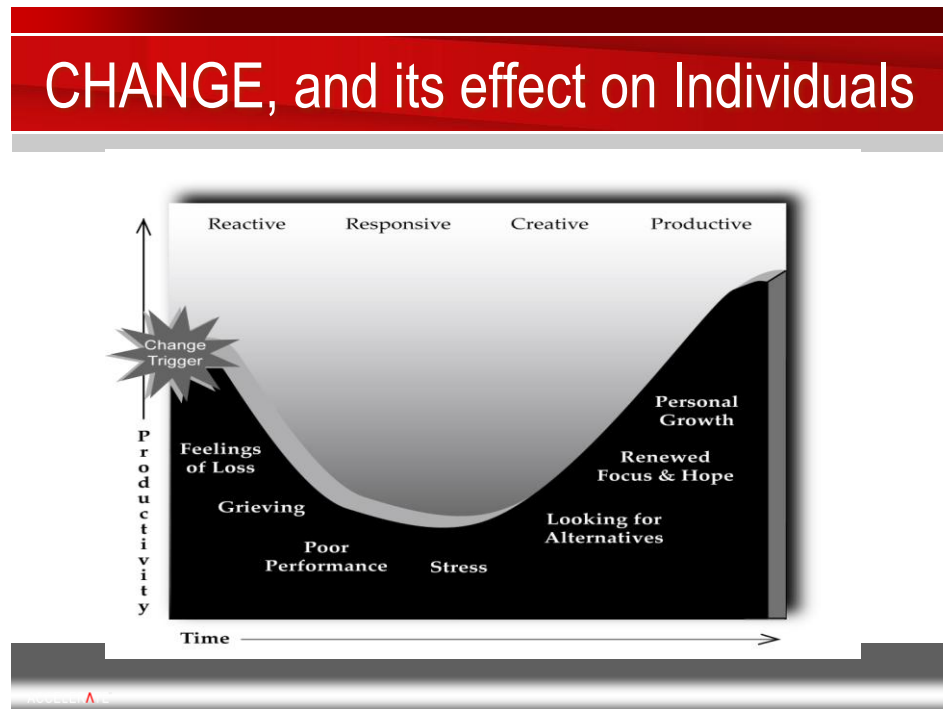 CHANGE, and its effect on Individuals
Reactive Responsive Creative Productive
Change
Trigger
Productivity
Feelings
of Loss
Grieving
Poor
Performance
Stress
Looking for
Alternatives
Renewed
Focus & Hope
Personal
Growth
Time